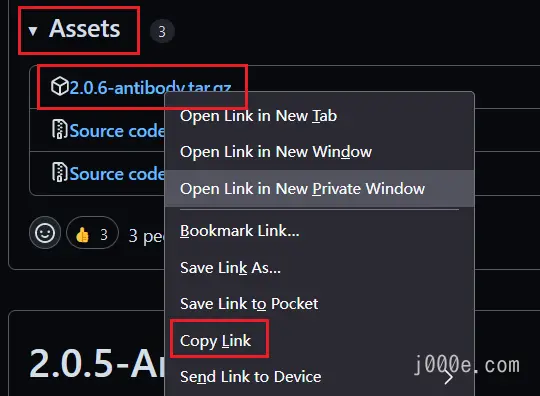 ▾ Assets 3
2.0.6-antibody.tar.gz
Open Link in New Tab
Source code
Open Link in New Window
Source code
Open Link in New Private Window
Bookmark Link...
👍 3 3 peo
Save Link As...
Save Link to Pocket
Copy Link
2.0.5-An
Send Link to Device
j000e.com